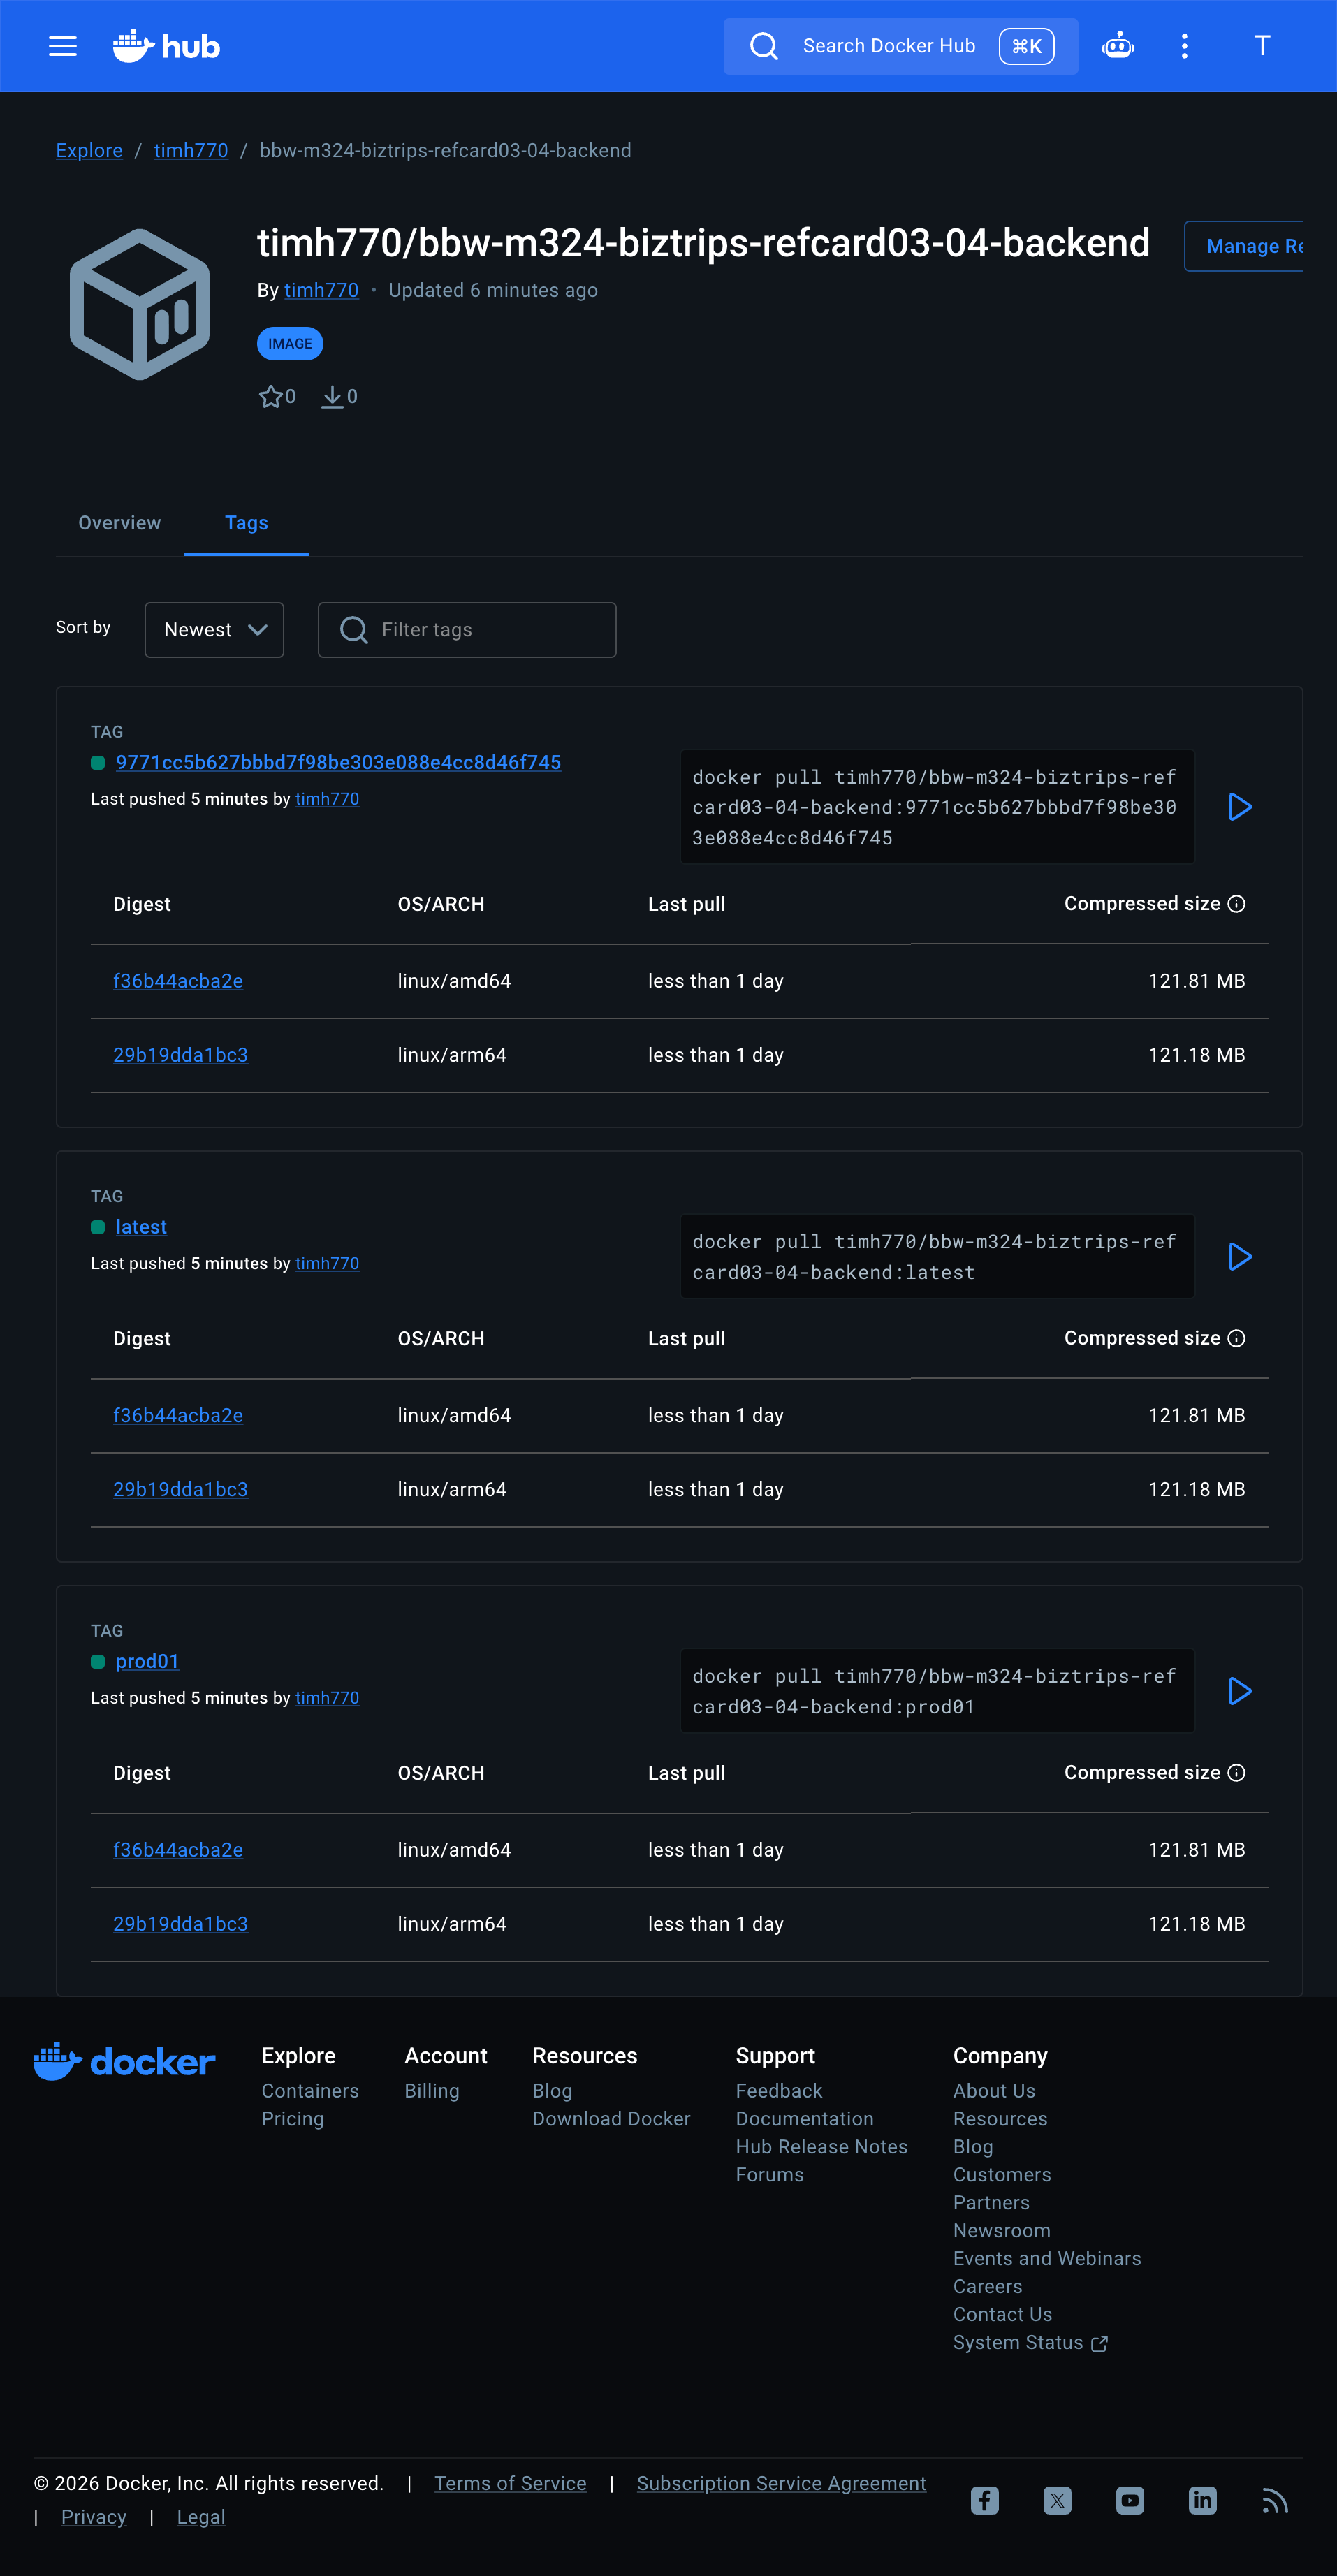 hub
Search Docker Hub ⌘K
T
Explore / timh770 / bbw-m324-biztrips-refcard03-04-backend
timh770/bbw-m324-biztrips-refcard03-04-backend
Manage Re
By timh770 • Updated 6 minutes ago
IMAGE
0 0
Overview Tags
Sort by Newest Filter tags
TAG
9771cc5b627bbbd7f98be303e088e4cc8d46f745
Last pushed 5 minutes by timh770
docker pull timh770/bbw-m324-biztrips-ref
card03-04-backend:9771cc5b627bbbd7f98be30
3e088e4cc8d46f745
Digest OS/ARCH Last pull Compressed size
f36b44acba2e linux/amd64 less than 1 day 121.81 MB
29b19dda1bc3 linux/arm64 less than 1 day 121.18 MB
TAG
latest
Last pushed 5 minutes by timh770
docker pull timh770/bbw-m324-biztrips-ref
card03-04-backend:latest
Digest OS/ARCH Last pull Compressed size
f36b44acba2e linux/amd64 less than 1 day 121.81 MB
29b19dda1bc3 linux/arm64 less than 1 day 121.18 MB
TAG
prod01
Last pushed 5 minutes by timh770
docker pull timh770/bbw-m324-biztrips-ref
card03-04-backend:prod01
Digest OS/ARCH Last pull Compressed size
f36b44acba2e linux/amd64 less than 1 day 121.81 MB
29b19dda1bc3 linux/arm64 less than 1 day 121.18 MB
docker
Explore
Containers
Pricing
Account
Billing
Resources
Blog
Download Docker
Support
Feedback
Documentation
Hub Release Notes
Forums
Company
About Us
Resources
Blog
Customers
Partners
Newsroom
Events and Webinars
Careers
Contact Us
System Status
© 2026 Docker, Inc. All rights reserved. | Terms of Service | Subscription Service Agreement
| Privacy | Legal